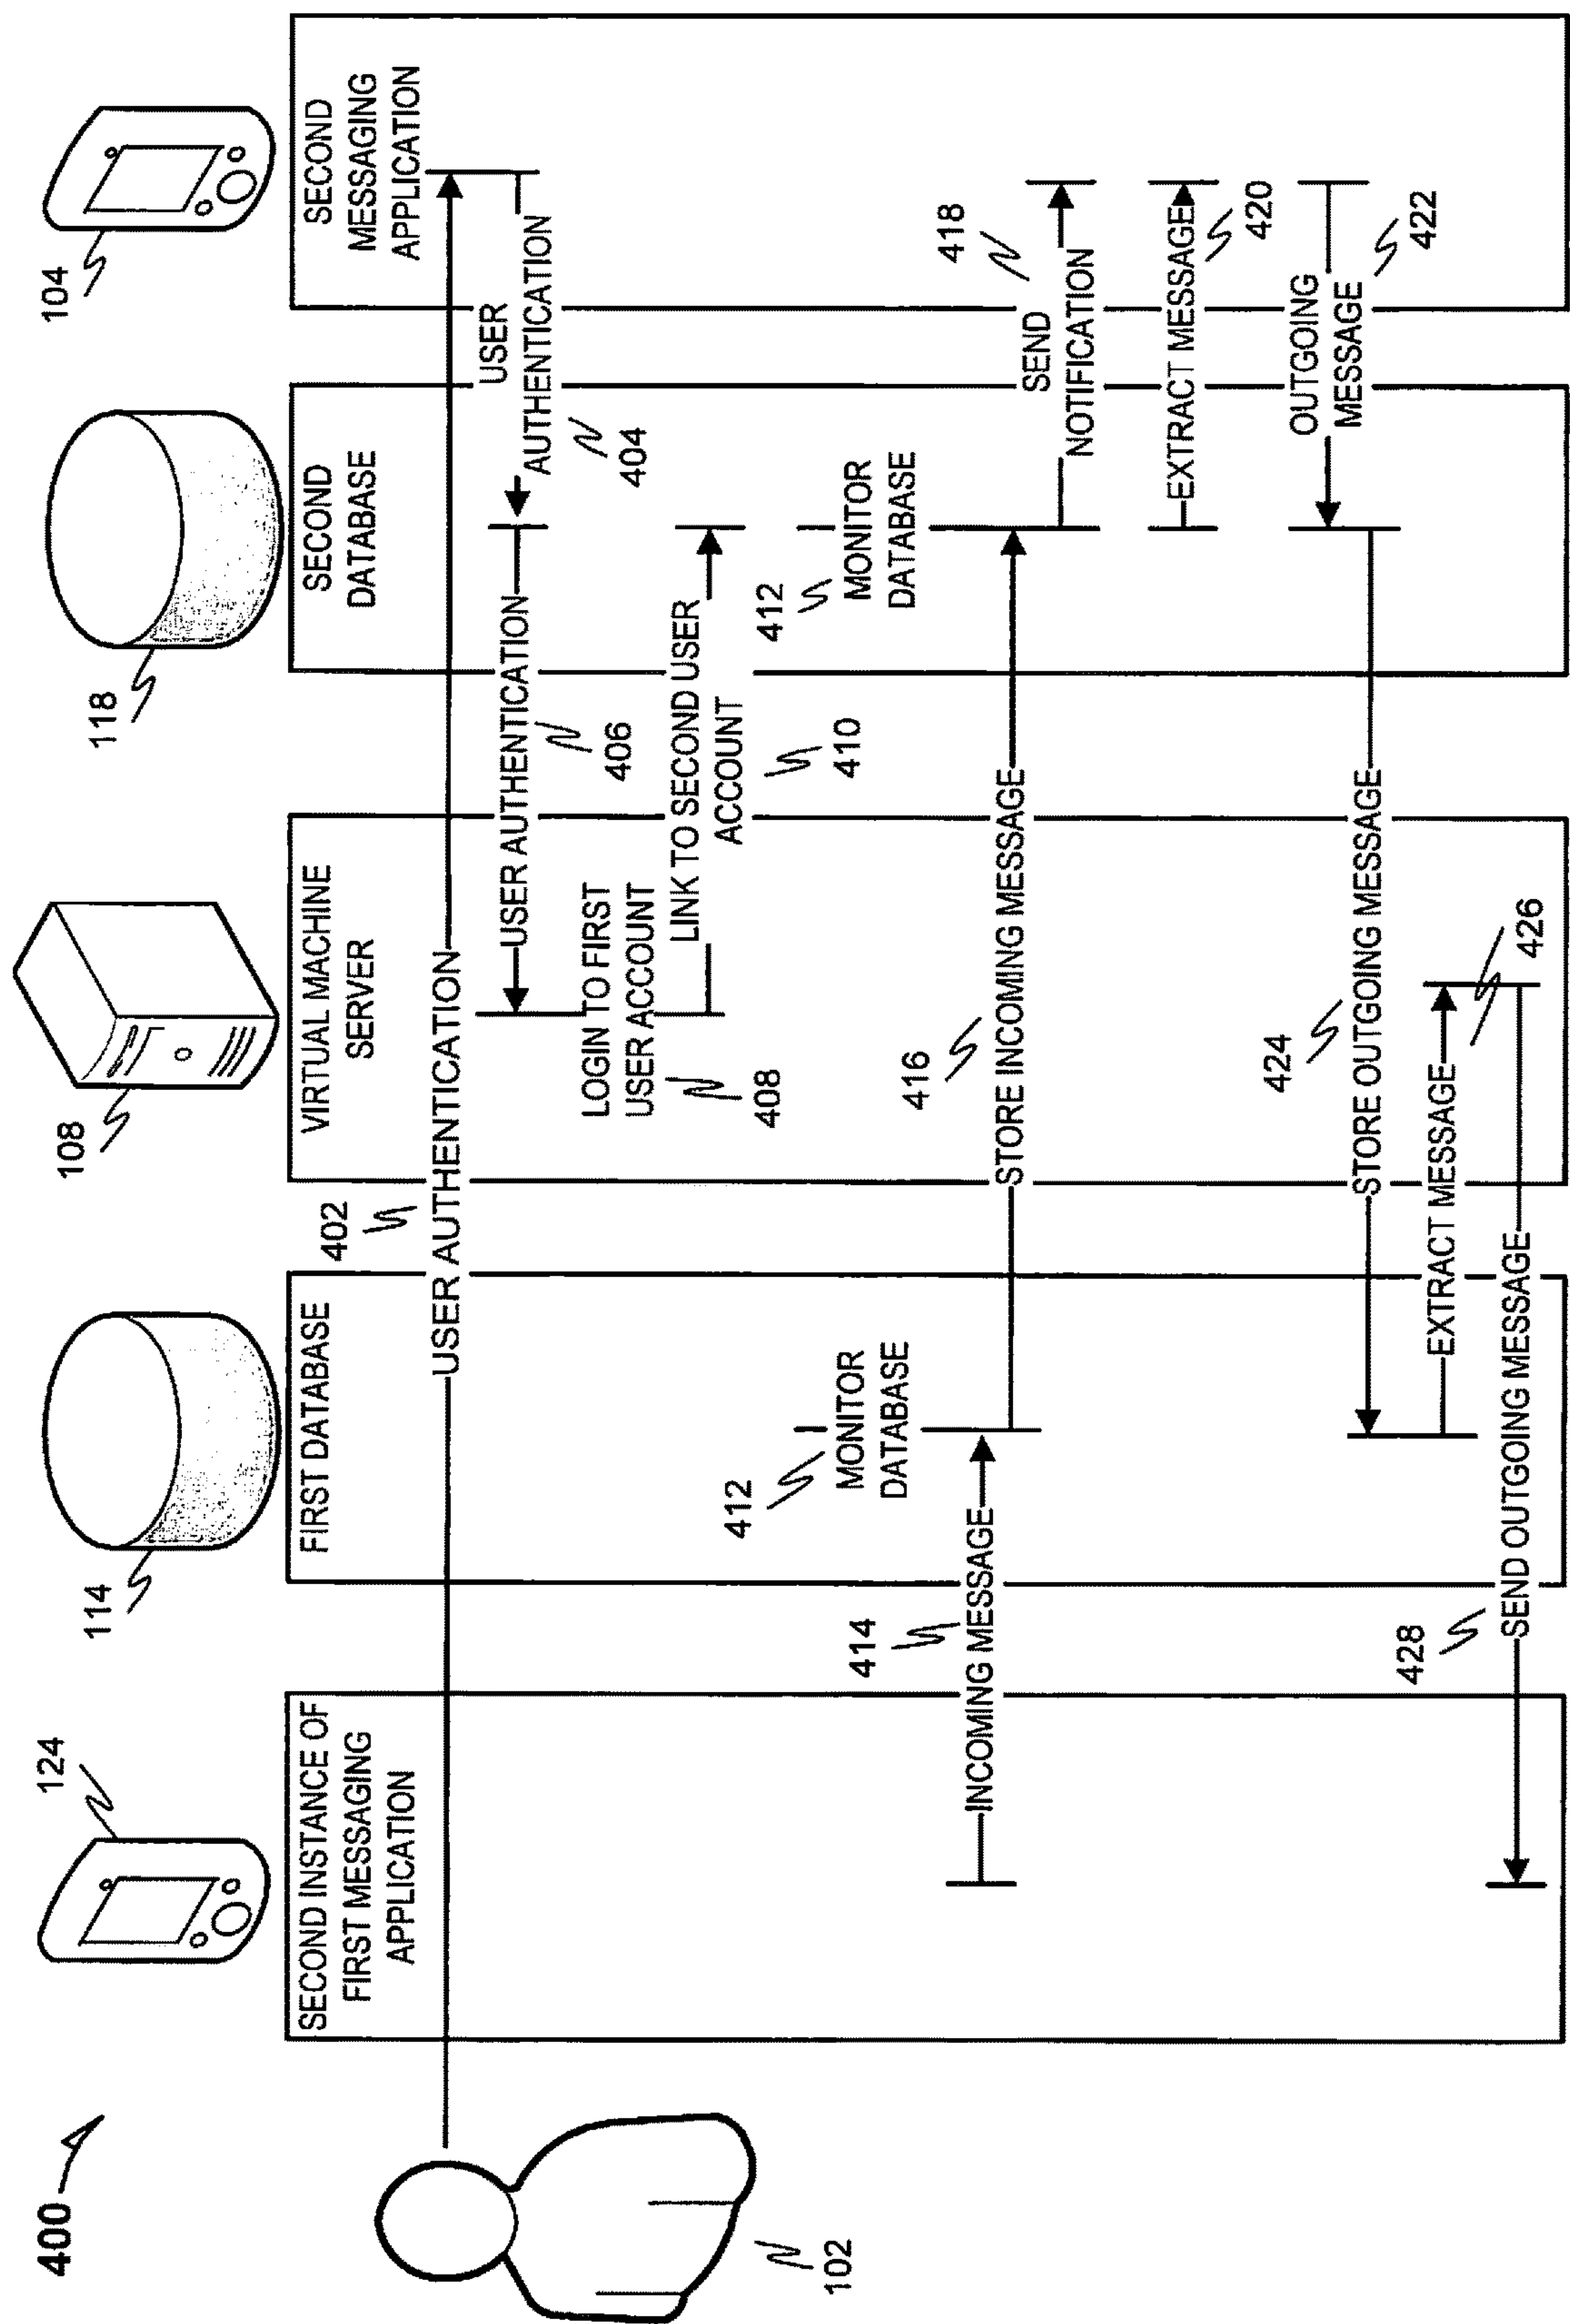 400
102
124
SECOND INSTANCE OF
FIRST MESSAGING
APPLICATION
114
FIRST DATABASE
108
VIRTUAL MACHINE
SERVER
118
SECOND
DATABASE
104
SECOND
MESSAGING
APPLICATION
402
USER AUTHENTICATION
USER
AUTHENTICATION
404
USER AUTHENTICATION
406
LOGIN TO FIRST
USER ACCOUNT
408
LINK TO SECOND USER
ACCOUNT
410
412
MONITOR
DATABASE
412
MONITOR
DATABASE
414
INCOMING MESSAGE
416
STORE INCOMING MESSAGE
418
SEND
NOTIFICATION
EXTRACT MESSAGE
420
OUTGOING
MESSAGE
422
424
STORE OUTGOING MESSAGE
EXTRACT MESSAGE
426
428
SEND OUTGOING MESSAGE